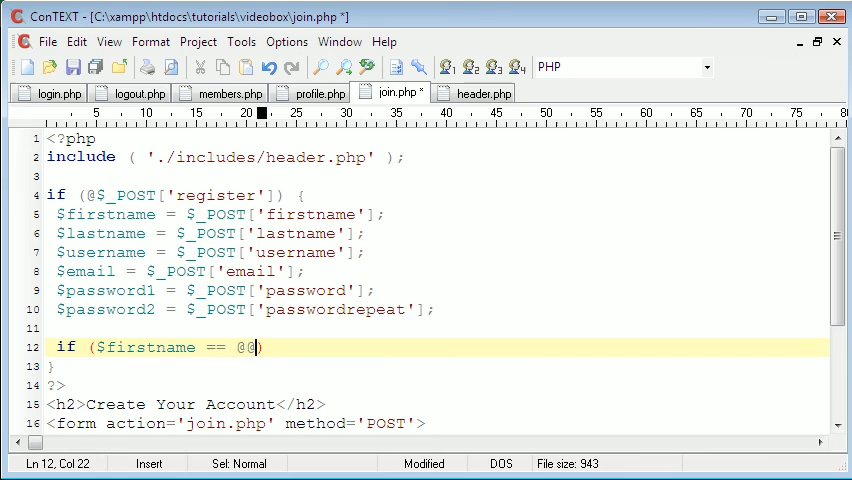 ConTEXT - [C:\xampp\htdocs\tutorials\videobox\join.php *]
File Edit View Format Project Tools Options Window Help
1 2 3 4 PHP
login.php logout.php members.php profile.php join.php * header.php
5 10 15 20 25 30 35 40 45 50 55 60 65 70 75 80
1 <?php
2 include ( './includes/header.php' );
3
4 if (@$_POST['register']) {
5 $firstname = $_POST['firstname'];
6 $lastname = $_POST['lastname'];
7 $username = $_POST['username'];
8 $email = $_POST['email'];
9 $password1 = $_POST['password'];
10 $password2 = $_POST['passwordrepeat'];
11
12 if ($firstname == @@)
13 }
14 ?>
15 <h2>Create Your Account</h2>
16 <form action='join.php' method='POST'>
Ln 12, Col 22 Insert Sel: Normal Modified DOS File size: 943